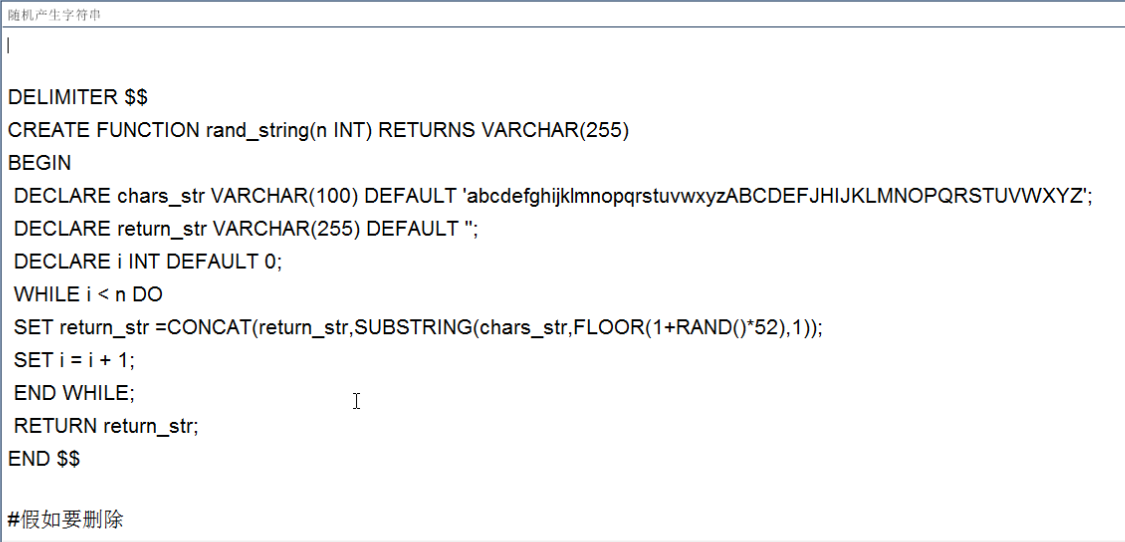 随机产生字符串
DELIMITER $$
CREATE FUNCTION rand_string(n INT) RETURNS VARCHAR(255)
BEGIN
DECLARE chars_str VARCHAR(100) DEFAULT 'abcdefghijklmnopqrstuvwxyzABCDEFJHIJKLMNOPQRSTUVWXYZ';
DECLARE return_str VARCHAR(255) DEFAULT '';
DECLARE i INT DEFAULT 0;
WHILE i < n DO
SET return_str =CONCAT(return_str,SUBSTRING(chars_str,FLOOR(1+RAND()*52),1));
SET i = i + 1;
END WHILE;
RETURN return_str;
END $$
#假如要删除